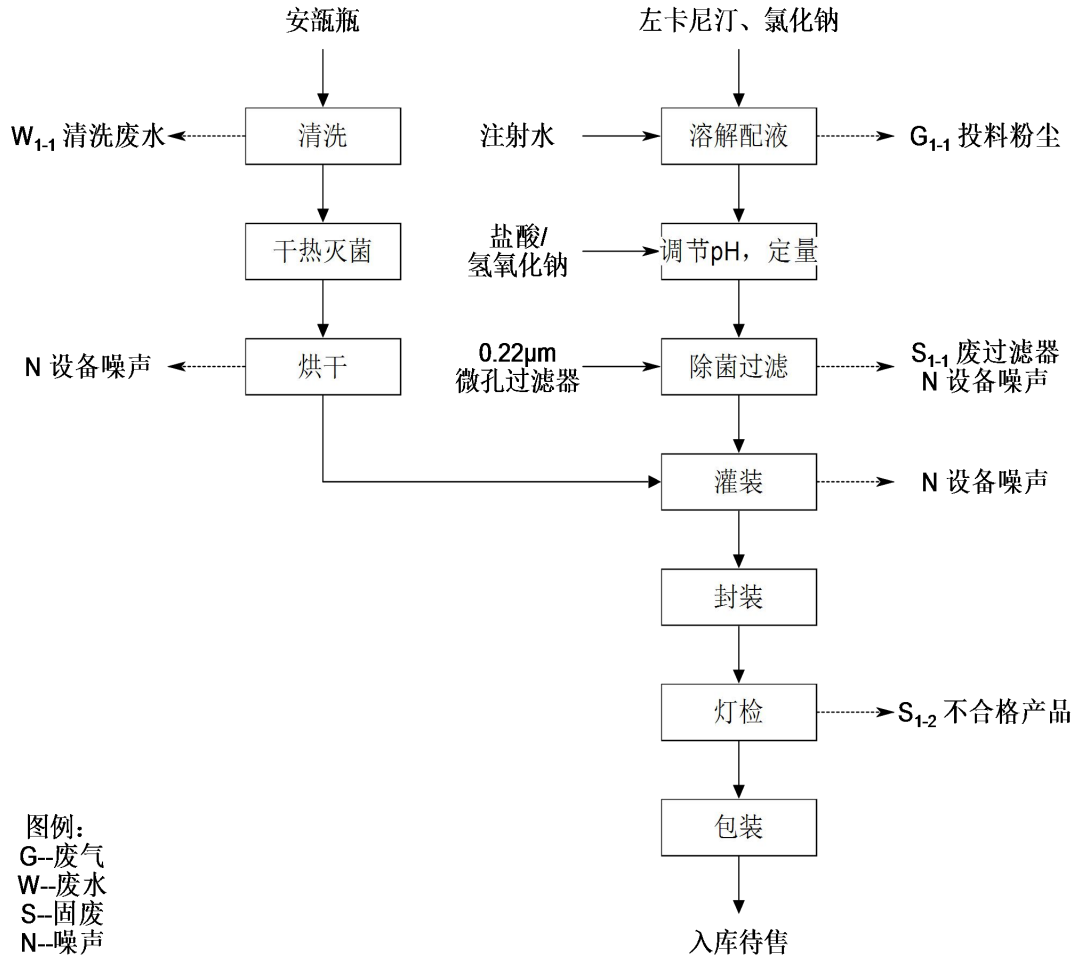 安瓿瓶
左卡尼汀、氯化钠
W1-1 清洗废水
清洗
注射水
溶解配液
G1-1 投料粉尘
干热灭菌
盐酸/
氢氧化钠
调节pH，定量
N 设备噪声
烘干
0.22μm
微孔过滤器
除菌过滤
S1-1 废过滤器
N 设备噪声
灌装
N 设备噪声
封装
灯检
S1-2 不合格产品
包装
入库待售
图例：
G--废气
W--废水
S--固废
N--噪声